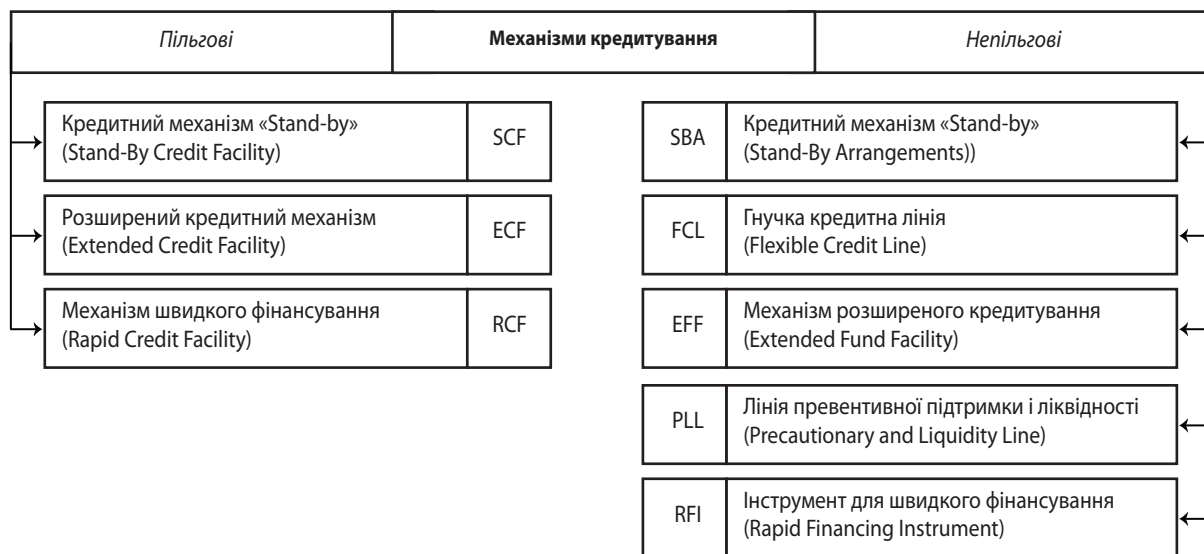 Пільгові
Механізми кредитування
Непільгові
Кредитний механізм «Stand-by»
(Stand-By Credit Facility)
SCF
Розширений кредитний механізм
(Extended Credit Facility)
ECF
Механізм швидкого фінансування
(Rapid Credit Facility)
RCF
SBA
Кредитний механізм «Stand-by»
(Stand-By Arrangements))
FCL
Гнучка кредитна лінія
(Flexible Credit Line)
EFF
Механізм розширеного кредитування
(Extended Fund Facility)
PLL
Лінія превентивної підтримки і ліквідності
(Precautionary and Liquidity Line)
RFI
Інструмент для швидкого фінансування
(Rapid Financing Instrument)